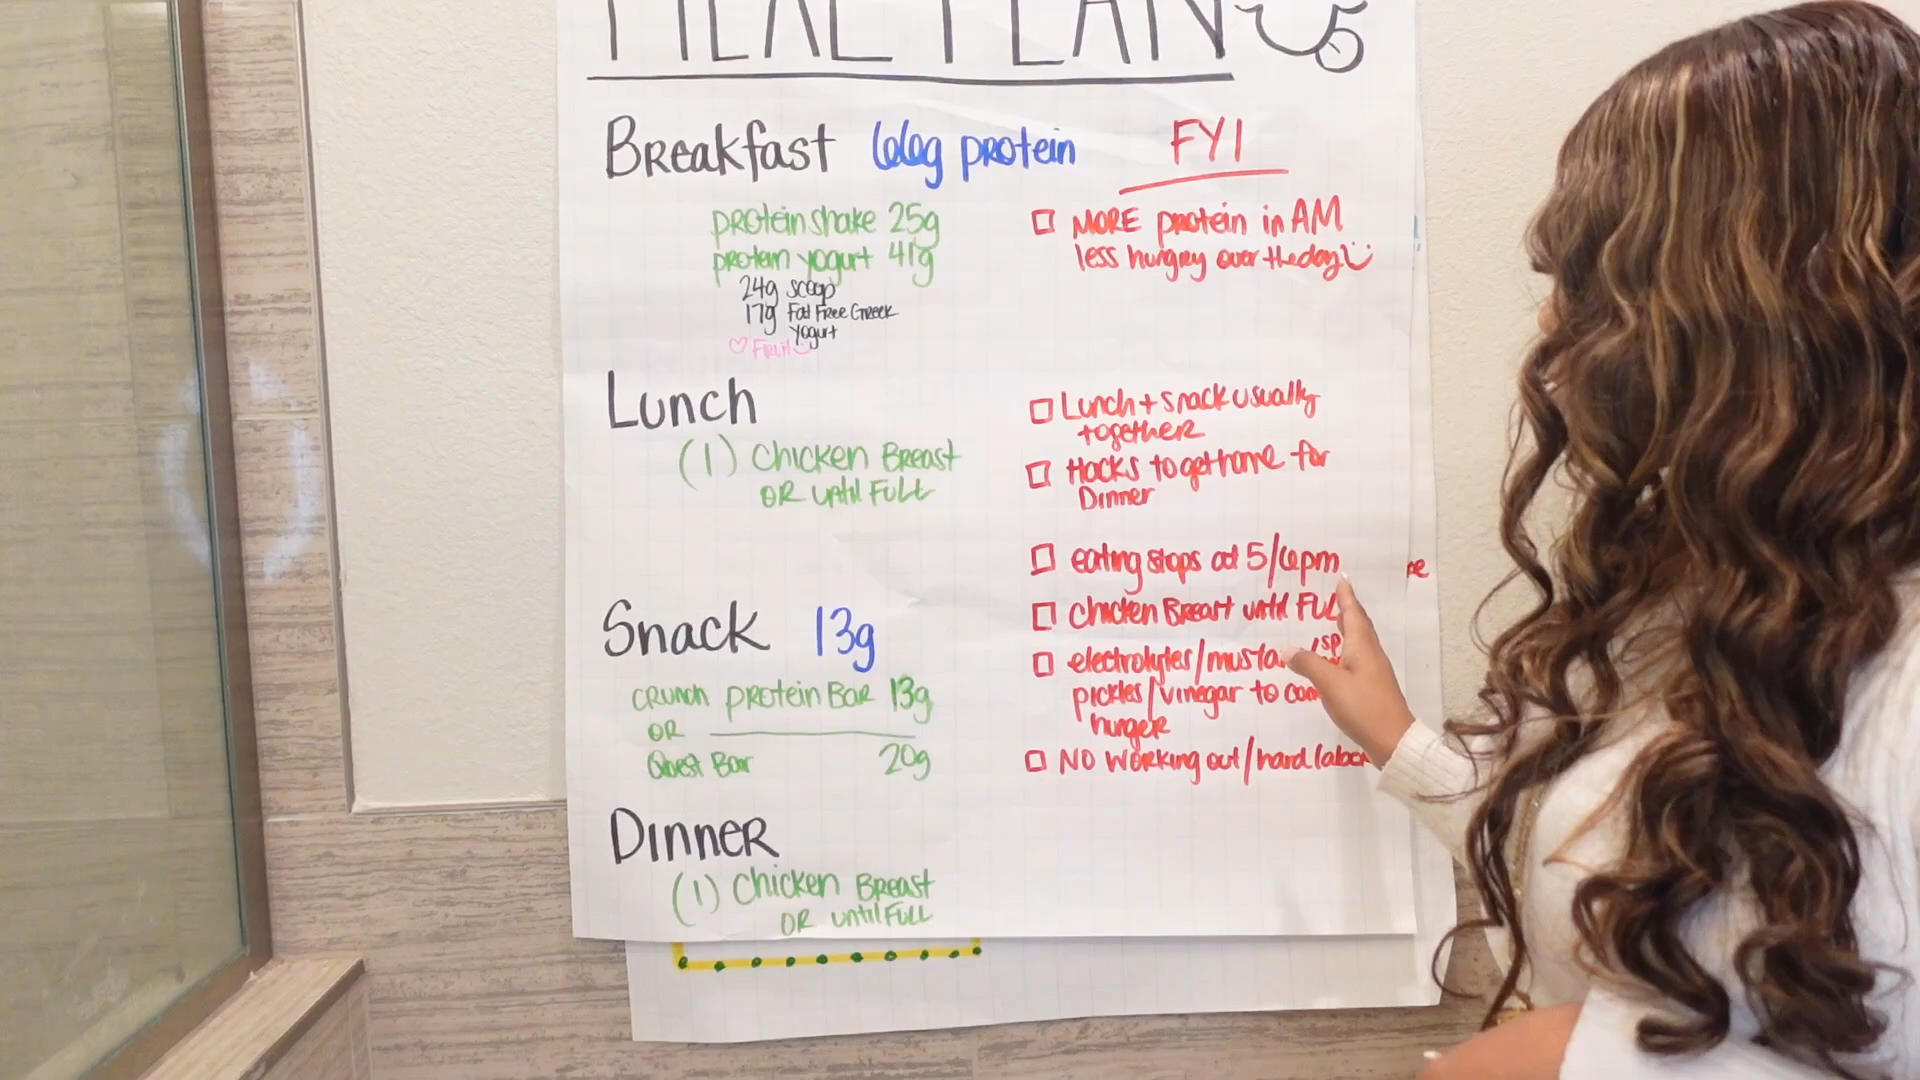 MEAL PLAN
Breakfast 66g protein
protein shake 25g
protein yogurt 41g
24g scoop
17g Fat Free Greek
yogurt
Fruit
Lunch
(1) Chicken Breast
OR until Full
Snack 13g
crunch protein Bar 13g
OR
Quest Bar 20g
Dinner
(1) Chicken Breast
OR until Full
FYI
MORE protein in AM
less hungry over the day
Lunch + snack usually
together
Hacks to get home for
Dinner
eating stops at 5/6pm
Chicken Breast until FUL
electrolytes/musta
pickles/vinegar to
hunger
NO working out/hard labor